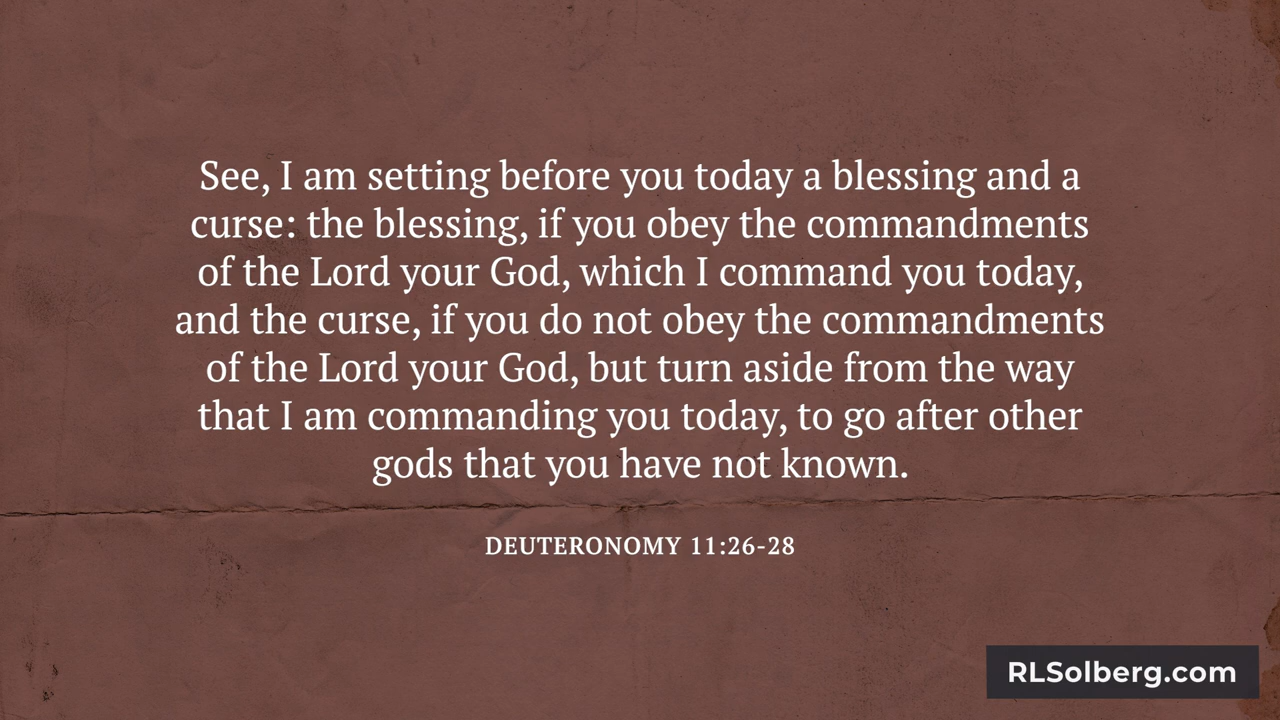 See, I am setting before you today a blessing and a
curse: the blessing, if you obey the commandments
of the Lord your God, which I command you today,
and the curse, if you do not obey the commandments
of the Lord your God, but turn aside from the way
that I am commanding you today, to go after other
gods that you have not known.
DEUTERONOMY 11:26-28
RLSolberg.com